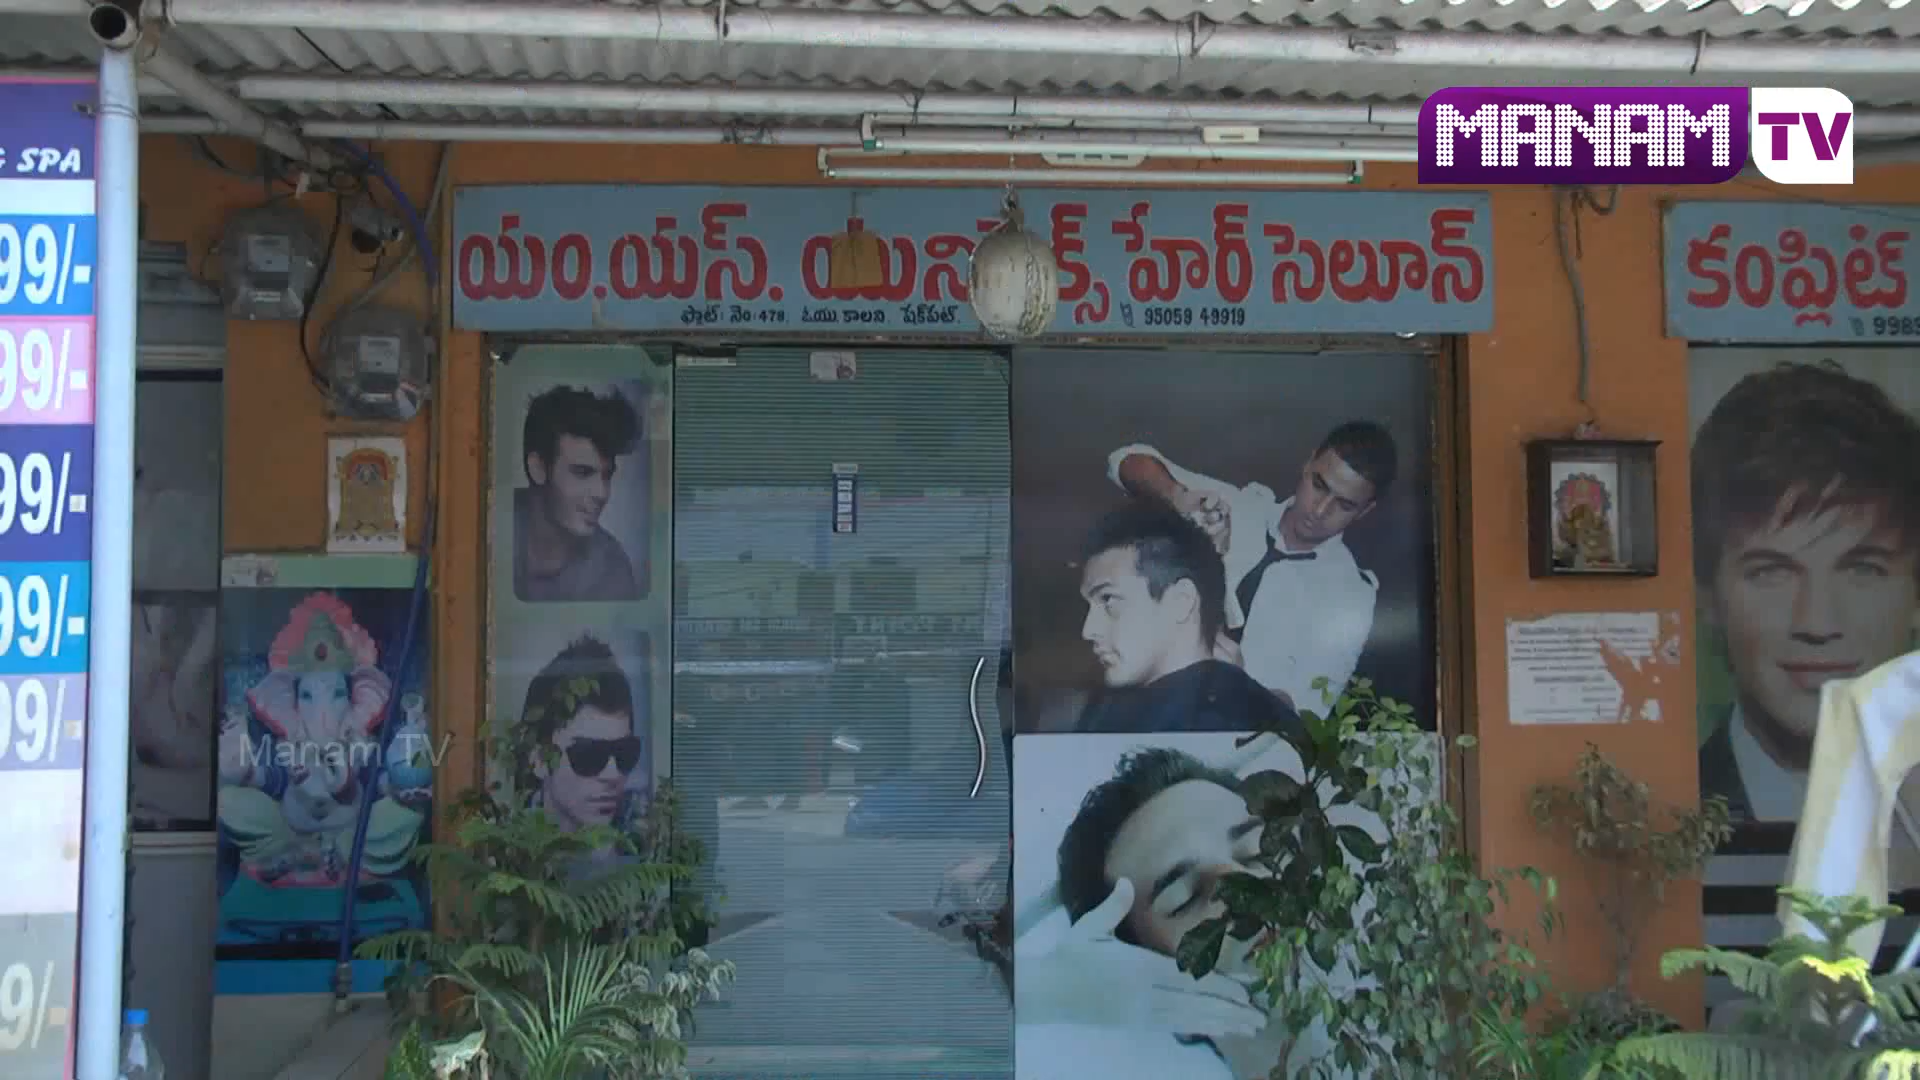 MANAM TV
& SPA
99/-
99/-
99/-
99/-
99/-
9/-
యం.యస్. యునిసెక్స్ హేర్ సెలూన్
ఫ్లాట్: నెం: 478, ఓయు కాలని, షేక్‌పేట్. 95059 49919
కంప్లిట్
Manam TV